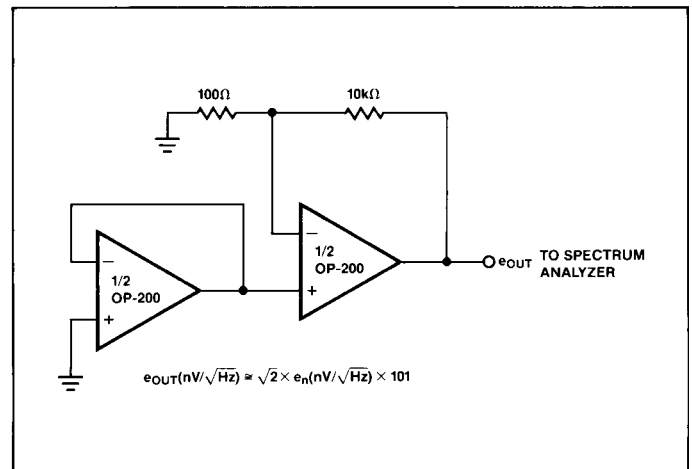 100Ω 10kΩ
−
1/2
OP-200
+
−
1/2
OP-200
+
eOUT TO SPECTRUM
ANALYZER
eOUT(nV/√Hz) ≅ √2 × en(nV/√Hz) × 101